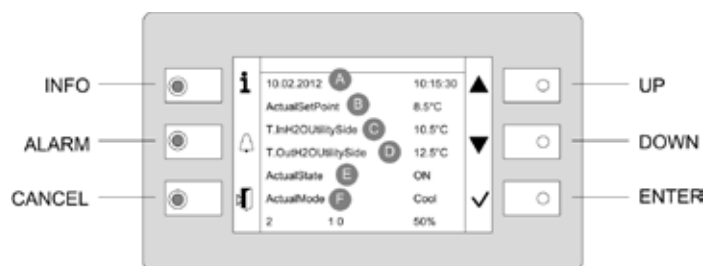 INFO
ALARM
CANCEL
i
10.02.2012 A 10:15:30
ActualSetPoint B 8.5°C
T.InH2OUtilitySide C 10.5°C
T.OutH2OUtilitySide D 12.5°C
ActualState E ON
ActualMode F Cool
2 1 0 50%
UP
DOWN
ENTER